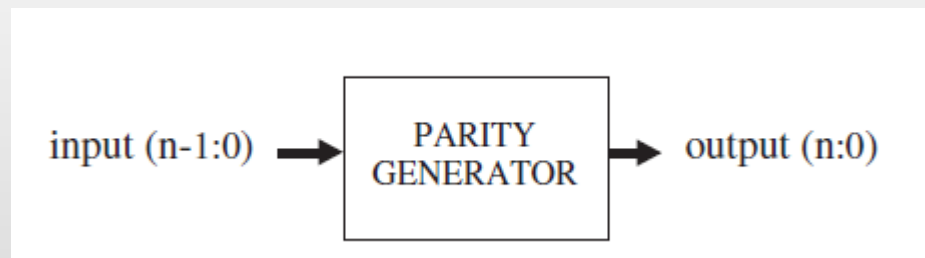 input (n-1:0)
PARITY
GENERATOR
output (n:0)